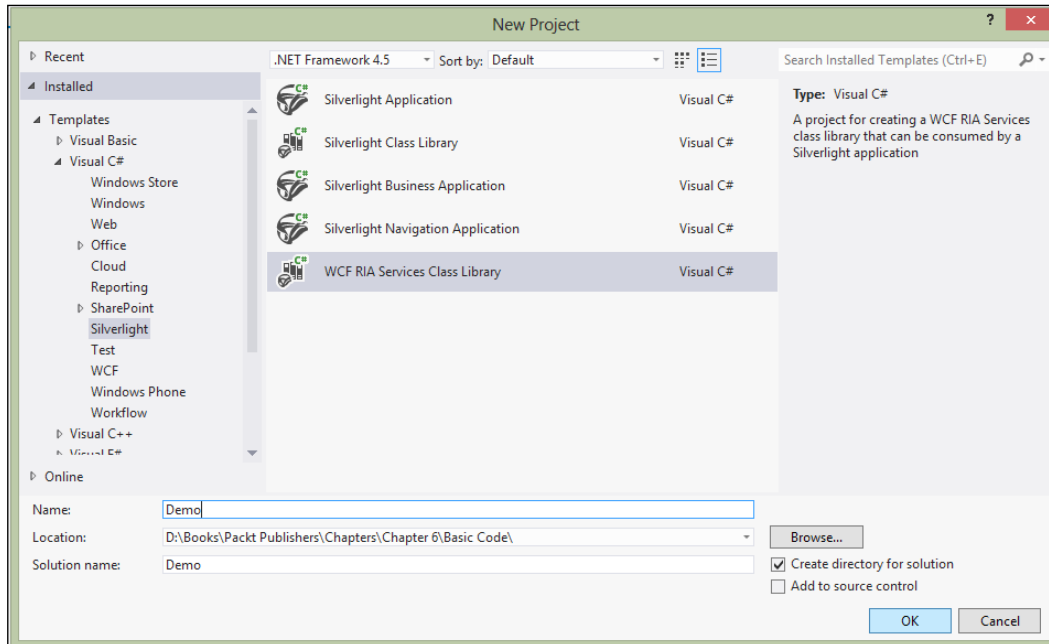 New Project
?
Recent
.NET Framework 4.5
Sort by: Default
Search Installed Templates (Ctrl+E)
Installed
Templates
Visual Basic
Visual C#
Windows Store
Windows
Web
Office
Cloud
Reporting
SharePoint
Silverlight
Test
WCF
Windows Phone
Workflow
Visual C++
Online
C# Silverlight Application Visual C#
C# Silverlight Class Library Visual C#
C# Silverlight Business Application Visual C#
C# Silverlight Navigation Application Visual C#
C# WCF RIA Services Class Library Visual C#
Type: Visual C#
A project for creating a WCF RIA Services
class library that can be consumed by a
Silverlight application
Name: Demo
Location: D:\Books\Packt Publishers\Chapters\Chapter 6\Basic Code\
Browse...
Solution name: Demo
Create directory for solution
Add to source control
OK
Cancel